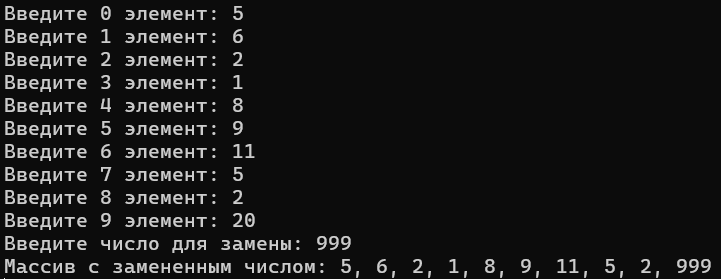 Введите 0 элемент: 5
Введите 1 элемент: 6
Введите 2 элемент: 2
Введите 3 элемент: 1
Введите 4 элемент: 8
Введите 5 элемент: 9
Введите 6 элемент: 11
Введите 7 элемент: 5
Введите 8 элемент: 2
Введите 9 элемент: 20
Введите число для замены: 999
Массив с замененным числом: 5, 6, 2, 1, 8, 9, 11, 5, 2, 999